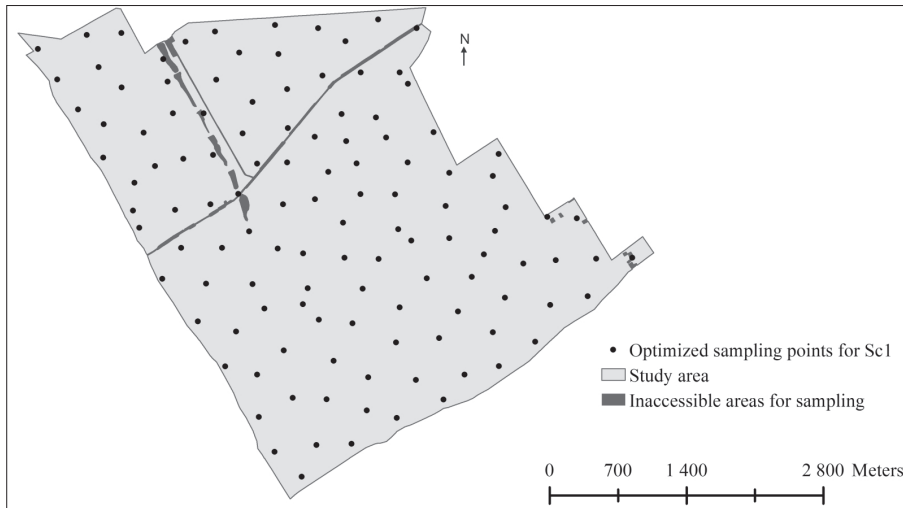 N
Optimized sampling points for Sc1
Study area
Inaccessible areas for sampling
0 700 1 400 2 800 Meters